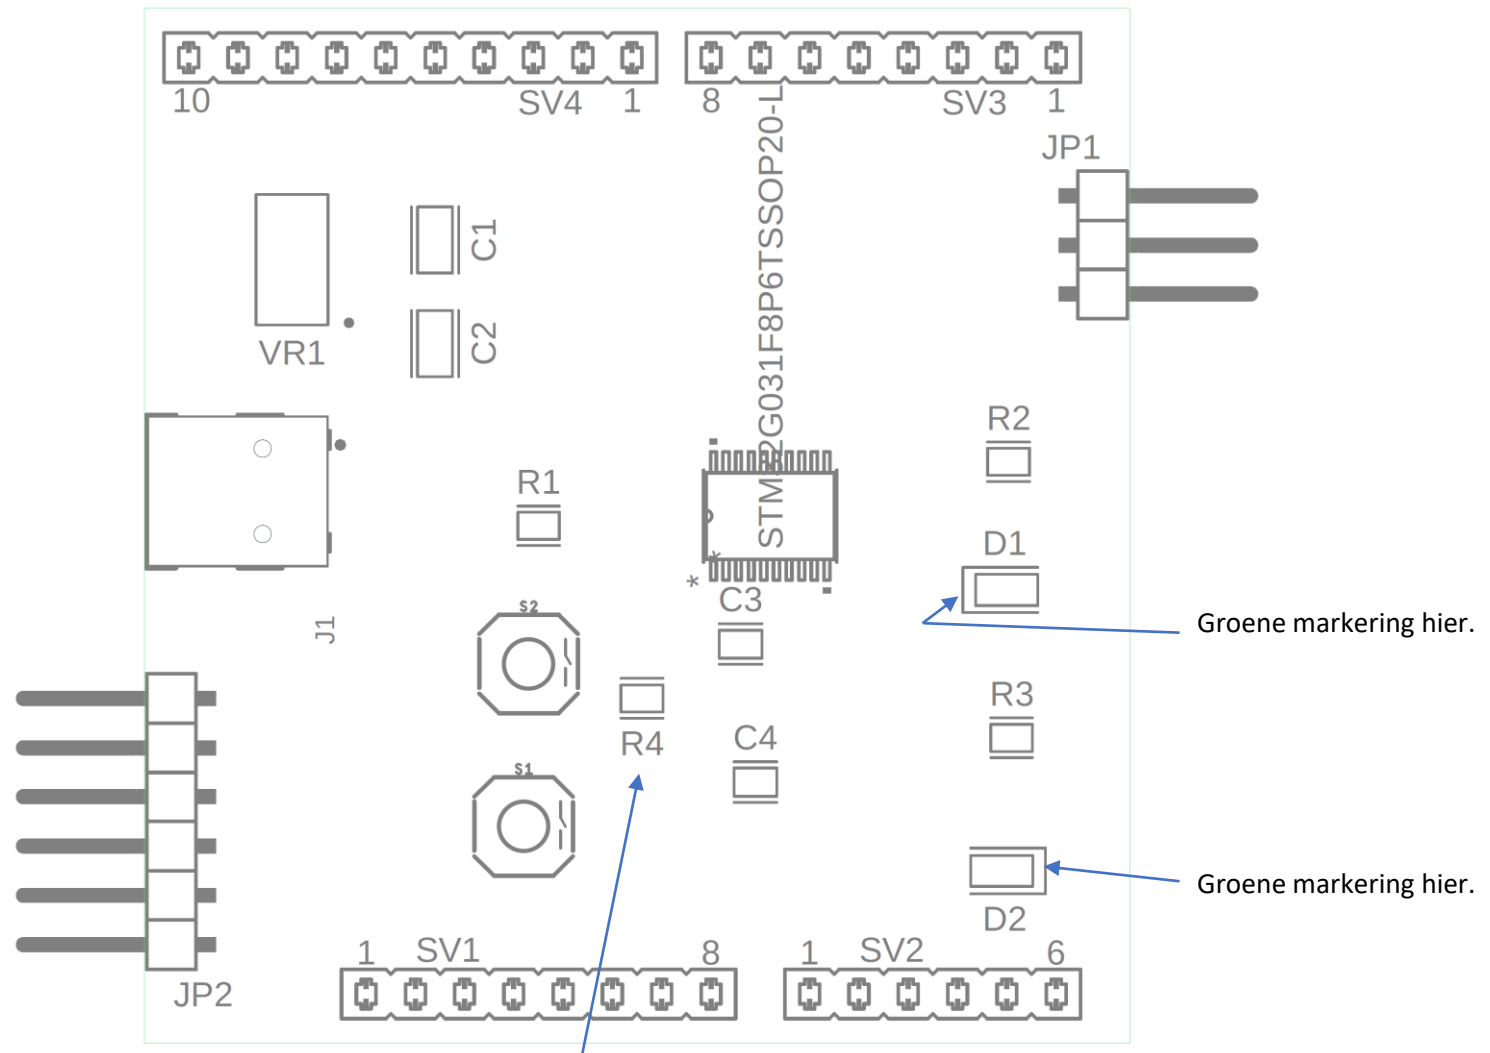 10 SV4 1 8 SV3 1
JP1
STM32G031F8P6TSSOP20-L
C1
C2
VR1
R2
R1
D1
*
*
C3
S2
J1
Groene markering hier.
R3
R4
C4
S1
Groene markering hier.
D2
1 SV1 8 1 SV2 6
JP2